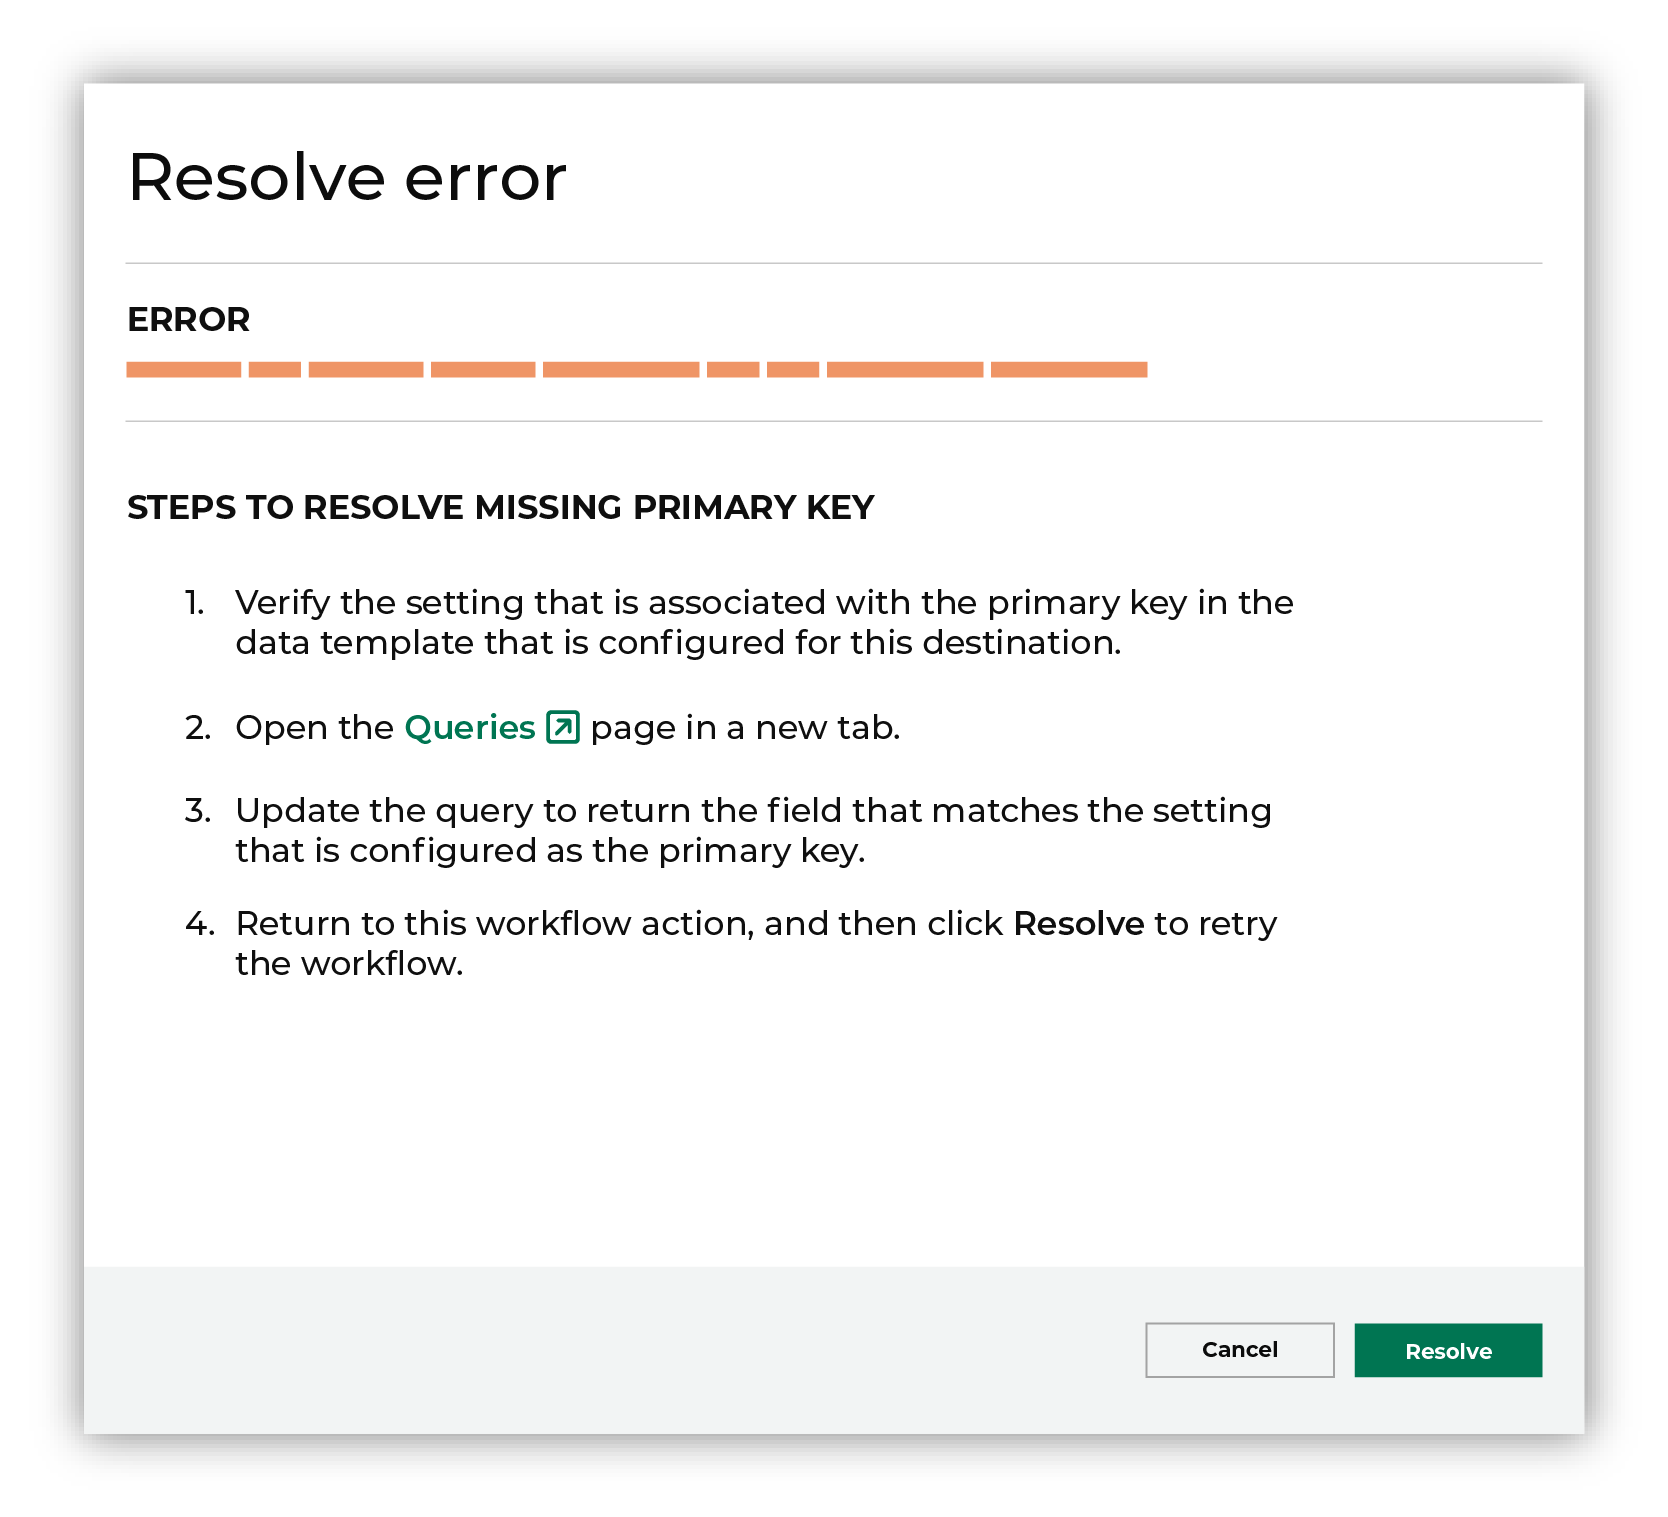 Resolve error
ERROR
STEPS TO RESOLVE MISSING PRIMARY KEY
1. Verify the setting that is associated with the primary key in the
data template that is configured for this destination.
2. Open the Queries page in a new tab.
3. Update the query to return the field that matches the setting
that is configured as the primary key.
4. Return to this workflow action, and then click Resolve to retry
the workflow.
Cancel Resolve